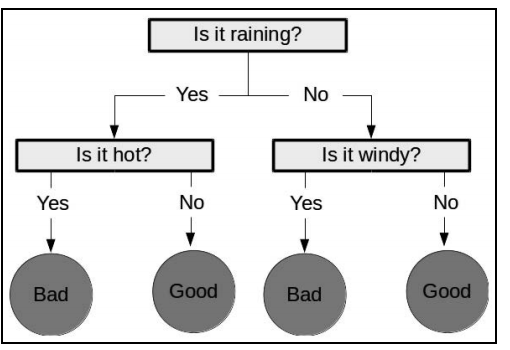 Is it raining?
Yes No
Is it hot? Is it windy?
Yes No Yes No
Bad Good Bad Good